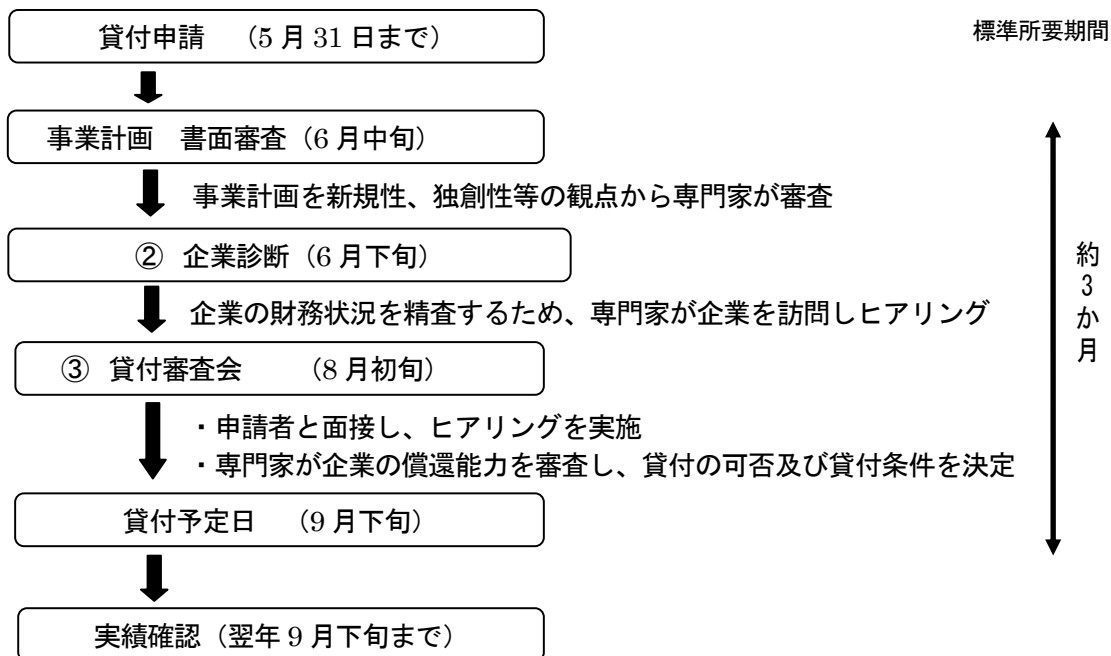 貸付申請 （5月31日まで）
標準所要期間
事業計画 書面審査（6月中旬）
事業計画を新規性、独創性等の観点から専門家が審査
② 企業診断（6月下旬）
企業の財務状況を精査するため、専門家が企業を訪問しヒアリング
③ 貸付審査会 （8月初旬）
・申請者と面接し、ヒアリングを実施
・専門家が企業の償還能力を審査し、貸付の可否及び貸付条件を決定
貸付予定日 （9月下旬）
実績確認（翌年9月下旬まで）
約3か月